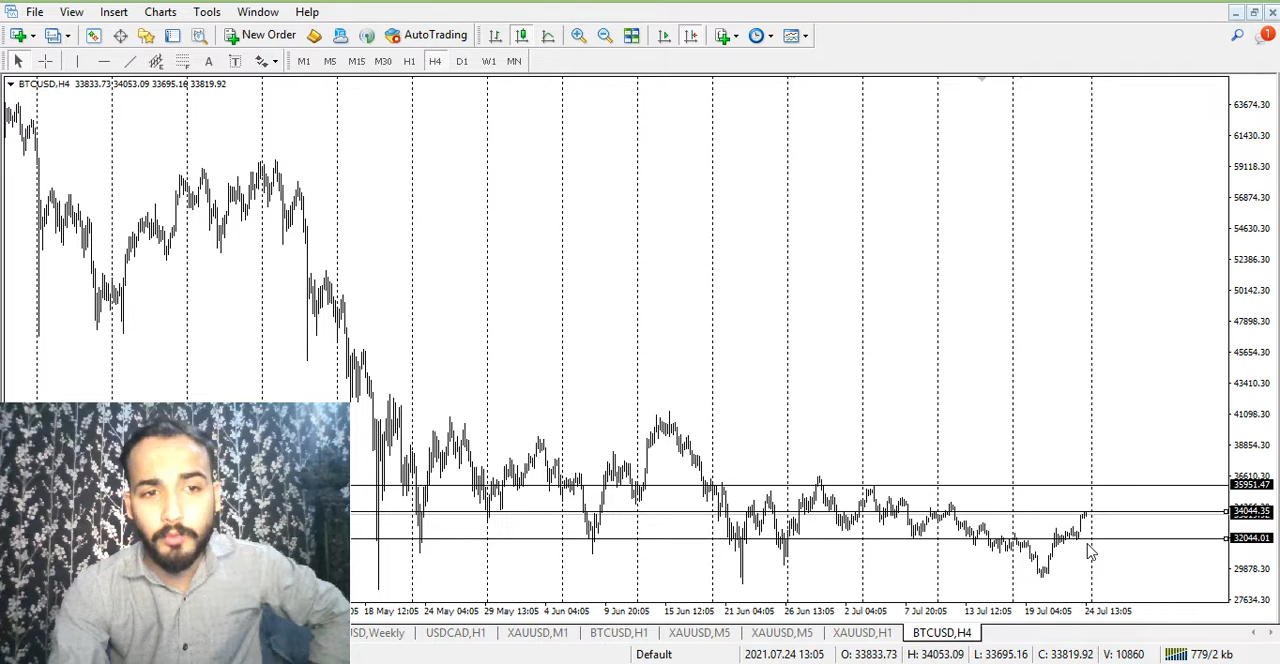 File View Insert Charts Tools Window Help
New Order AutoTrading 1
A T M1 M5 M15 M30 H1 H4 D1 W1 MN
BTCUSD,H4 33833.73 34053.09 33695.16 33819.92
63674.30
61430.30
59118.30
56874.30
54630.30
52386.30
50142.30
47898.30
45654.30
43410.30
41098.30
38854.30
35951.47
34044.35
32044.01
29878.30
27634.30
18 May 12:05 24 May 04:05 29 May 13:05 4 Jun 04:05 9 Jun 20:05 15 Jun 12:05 21 Jun 04:05 26 Jun 13:05 2 Jul 04:05 7 Jul 20:05 13 Jul 12:05 19 Jul 04:05 24 Jul 13:05
SD,Weekly USDCAD,H1 XAUUSD,M1 BTCUSD,H1 XAUUSD,M5 XAUUSD,M5 XAUUSD,H1 BTCUSD,H4
Default 2021.07.24 13:05 O: 33833.73 H: 34053.09 L: 33695.16 C: 33819.92 V: 10860 779/2 kb